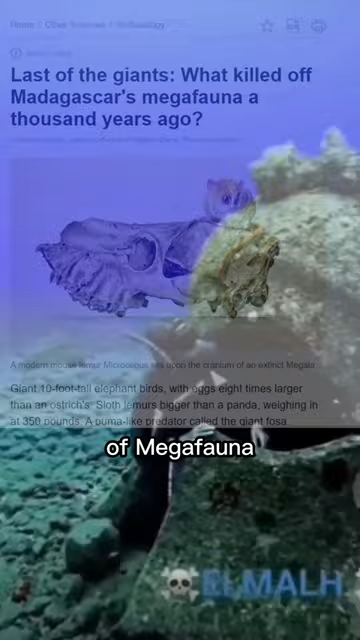 Last of the giants: What killed off
Madagascar's megafauna a
thousand years ago?
A modern mouse lemur Microcebus sits upon the cranium of an extinct Megala
Giant 10-foot-tall elephant birds, with eggs eight times larger
than an ostrich's. Sloth lemurs bigger than a panda, weighing in
at 350 pounds. A puma-like predator called the giant fosa.
of Megafauna
ELMALH